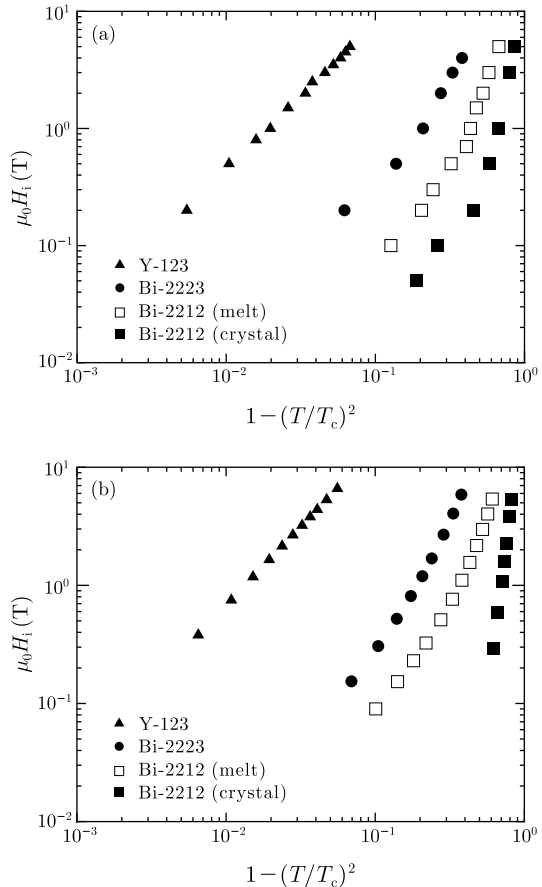 (a)
10¹
10⁰
10⁻¹
10⁻²
μ₀Hᵢ(T)
▲ Y-123
● Bi-2223
□ Bi-2212 (melt)
■ Bi-2212 (crystal)
10⁻³ 10⁻² 10⁻¹ 10⁰
1−(T/T_c)²
(b)
10¹
10⁰
10⁻¹
10⁻²
μ₀Hᵢ(T)
▲ Y-123
● Bi-2223
□ Bi-2212 (melt)
■ Bi-2212 (crystal)
10⁻³ 10⁻² 10⁻¹ 10⁰
1−(T/T_c)²